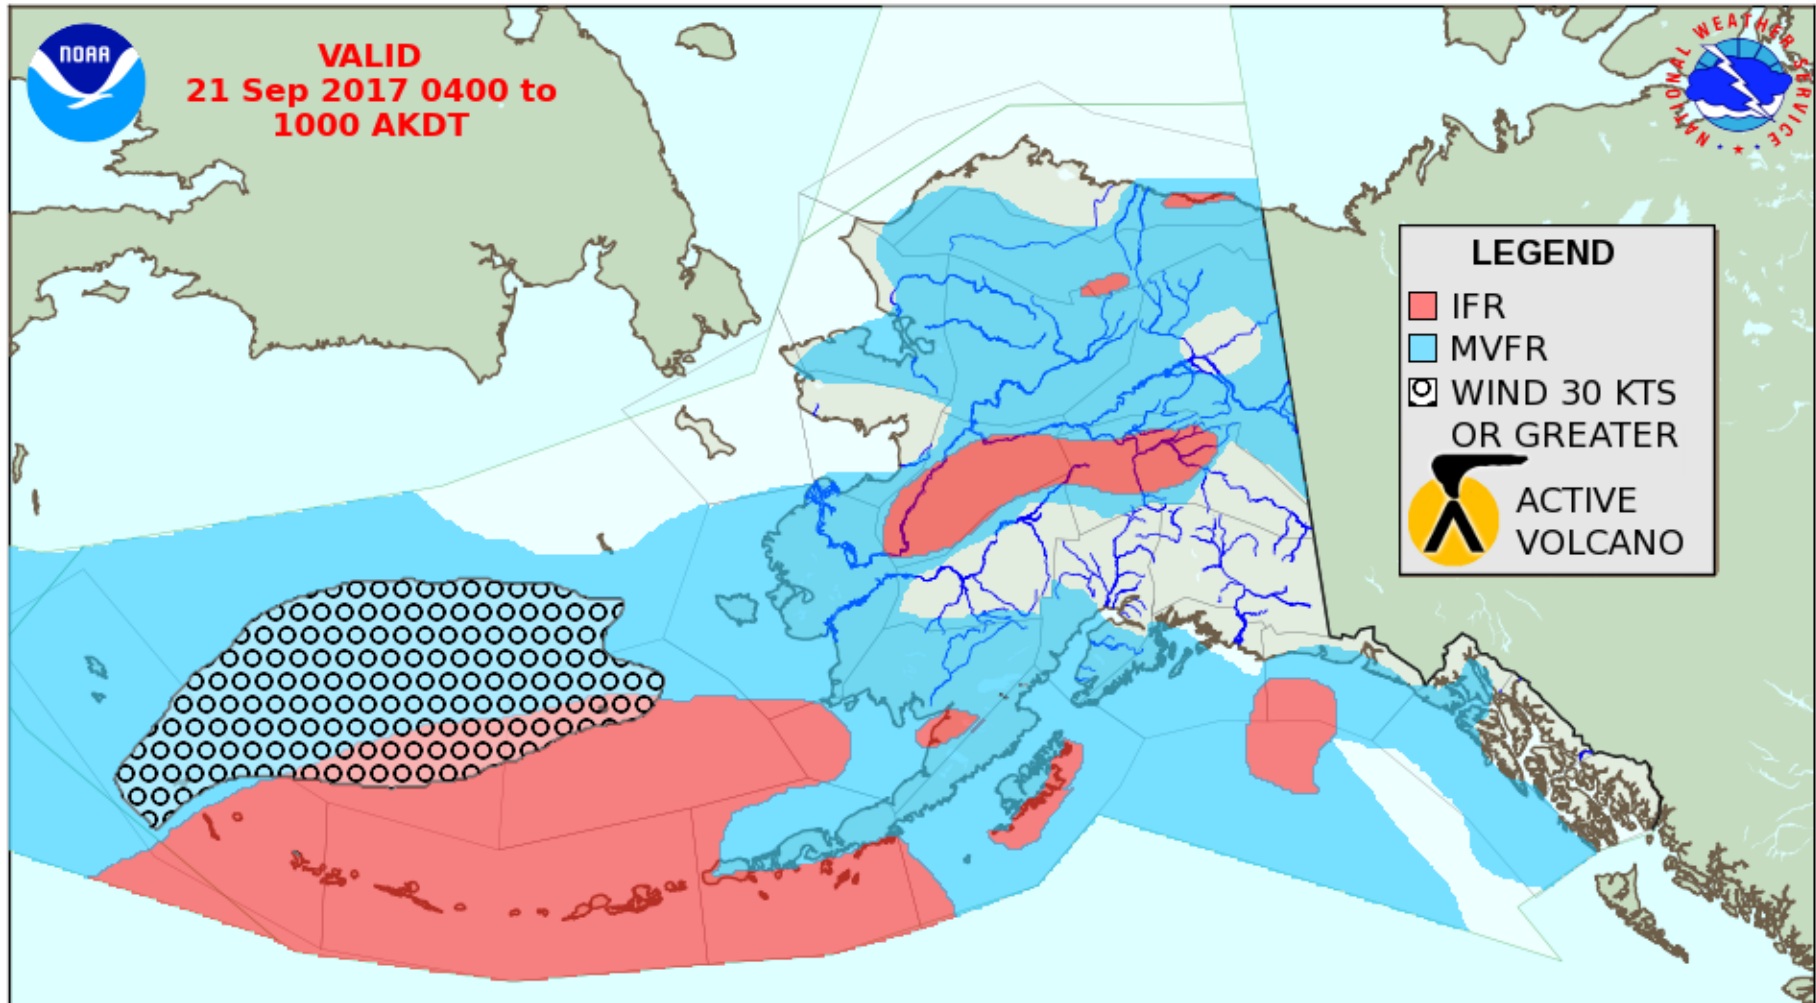 NOAA
VALID
21 Sep 2017 0400 to
1000 AKDT
NATIONAL WEATHER SERVICE
LEGEND
IFR
MVFR
WIND 30 KTS
OR GREATER
ACTIVE
VOLCANO